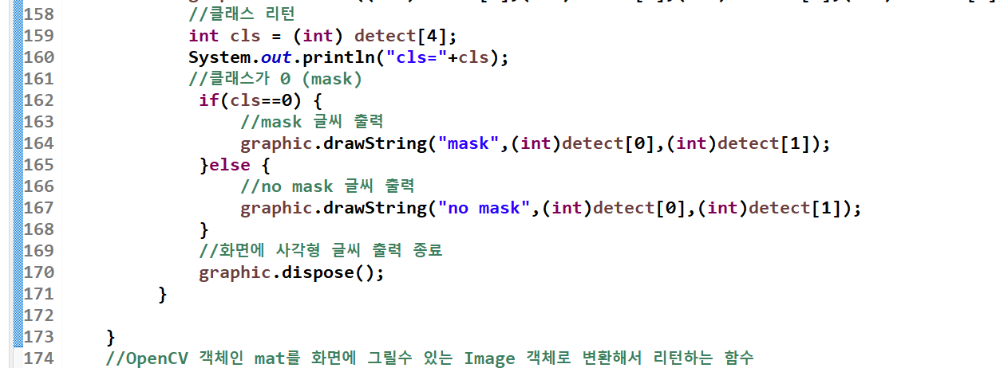 158 //클래스 리턴
159 int cls = (int) detect[4];
160 System.out.println("cls="+cls);
161 //클래스가 0 (mask)
162 if(cls==0) {
163 //mask 글씨 출력
164 graphic.drawString("mask",(int)detect[0],(int)detect[1]);
165 }else {
166 //no mask 글씨 출력
167 graphic.drawString("no mask",(int)detect[0],(int)detect[1]);
168 }
169 //화면에 사각형 글씨 출력 종료
170 graphic.dispose();
171 }
172
173 }
174 //OpenCV 객체인 mat를 화면에 그릴수 있는 Image 객체로 변환해서 리턴하는 함수